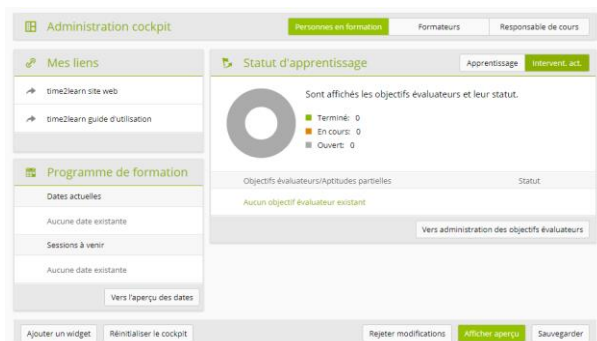 Administration cockpit
Personnes en formation
Formateurs
Responsable de cours
Mes liens
time2learn site web
time2learn guide d'utilisation
Programme de formation
Dates actuelles
Aucune date existante
Sessions à venir
Aucune date existante
Vers l'aperçu des dates
Statut d'apprentissage
Apprentissage
Intervent. act.
Sont affichés les objectifs évaluateurs et leur statut.
Terminé: 0
En cours: 0
Ouvert: 0
Objectifs évaluateurs/Aptitudes partielles Statut
Aucun objectif évaluateur existant
Vers administration des objectifs évaluateurs
Ajouter un widget
Réinitialiser le cockpit
Rejeter modifications
Afficher aperçu
Sauvegarder